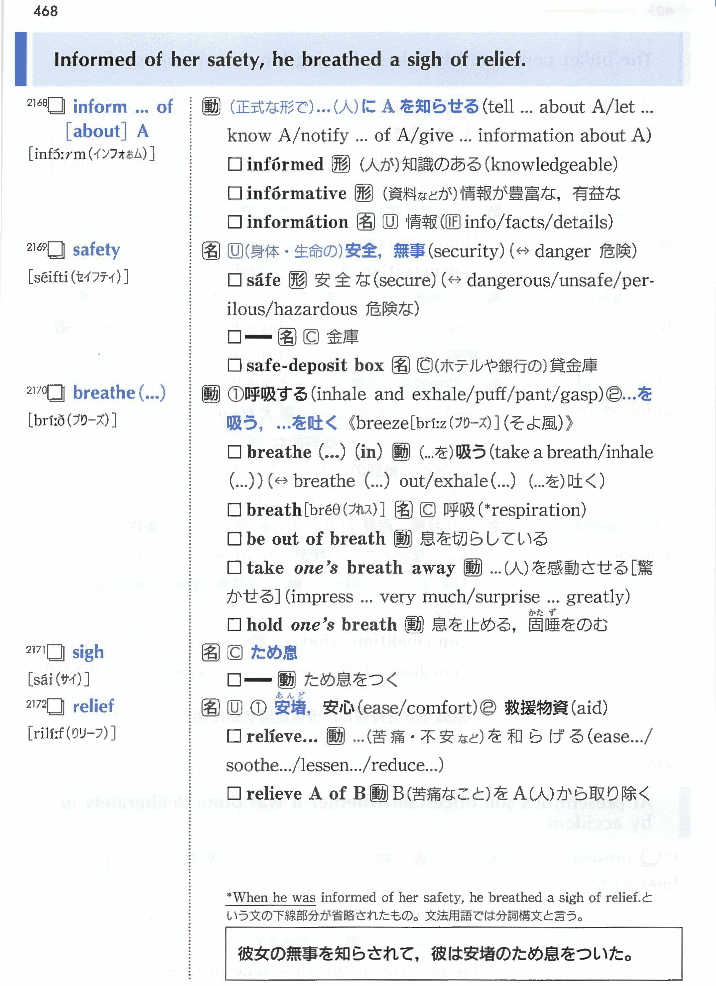 468
Informed of her safety, he breathed a sigh of relief.
2168 □ inform ... of
[about] A
[infɔ́ːrm(インフォぉム)]
動 (正式な形で)...(人)に A を知らせる(tell ... about A/let ...
know A/notify ... of A/give ... information about A)
□ infórmed 形 (人が)知識のある(knowledgeable)
□ infórmative 形 (資料などが)情報が豊富な, 有益な
□ informátion 名 U 情報(IF info/facts/details)
2169 □ safety
[séifti(セイフティ)]
名 U(身体・生命の)安全, 無事(security)(↔ danger 危険)
□ sáfe 形 安全な(secure)(↔ dangerous/unsafe/per-
ilous/hazardous 危険な)
□ ━ 名 C 金庫
□ safe-deposit box 名 C(ホテルや銀行の)貸金庫
2170 □ breathe(...)
[bríːð(ブリーズ)]
動 ①呼吸する(inhale and exhale/puff/pant/gasp)②...を
吸う, ...を吐く《breeze[bríːz(ブリーズ)](そよ風)》
□ breathe (...) (in) 動 (...を)吸う(take a breath/inhale
(...))(↔ breathe (...) out/exhale(...) (...を)吐く)
□ breath[bréθ(ブレス)] 名 C 呼吸(*respiration)
□ be out of breath 動 息を切らしている
□ take one's breath away 動 ...(人)を感動させる[驚
かせる](impress ... very much/surprise ... greatly)
□ hold one's breath 動 息を止める, 固唾をのむ
かた ず
2171 □ sigh
[sái(サイ)]
名 C ため息
□ ━ 動 ため息をつく
2172 □ relief
[rilíːf(リリーフ)]
あんど
名 U ① 安堵, 安心(ease/comfort)② 救援物資(aid)
□ relíeve... 動 ...(苦痛・不安など)を和らげる(ease.../
soothe.../lessen.../reduce...)
□ relieve A of B 動 B(苦痛なこと)を A(人)から取り除く
*When he was informed of her safety, he breathed a sigh of relief.と
いう文の下線部分が省略されたもの。文法用語では分詞構文と言う。
彼女の無事を知らされて, 彼は安堵のため息をついた。